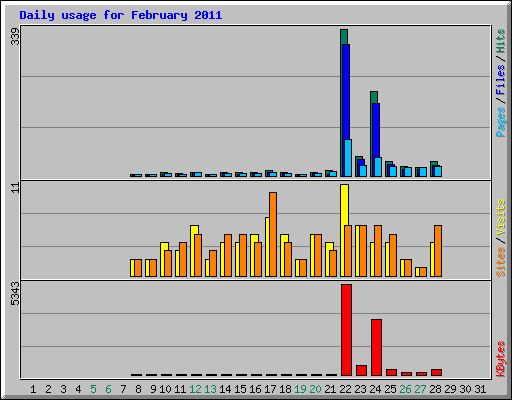 Daily usage for February 2011
339
Pages / Files / Hits
11
Sites / Visits
5343
KBytes
1 2 3 4 5 6 7 8 9 10 11 12 13 14 15 16 17 18 19 20 21 22 23 24 25 26 27 28 29 30 31